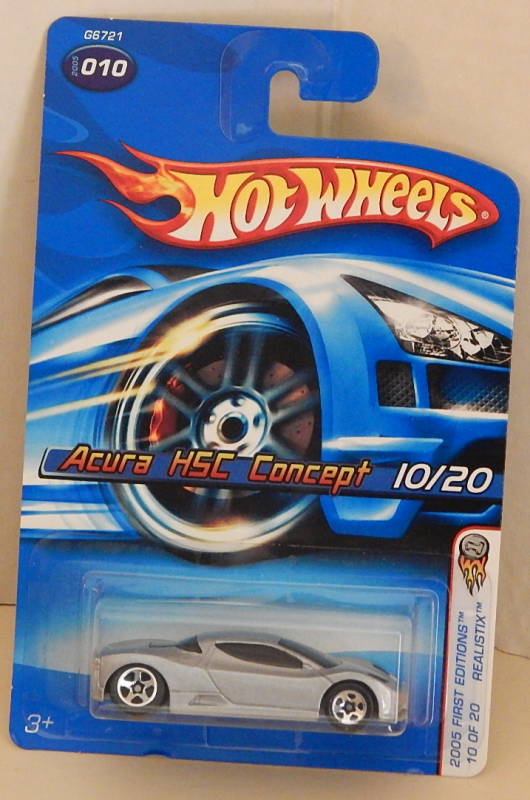 G6721
2005
010
HOT WHEELS®
Acura HSC Concept 10/20
2005 FIRST EDITIONS™
10 OF 20 REALISTIX™
3+